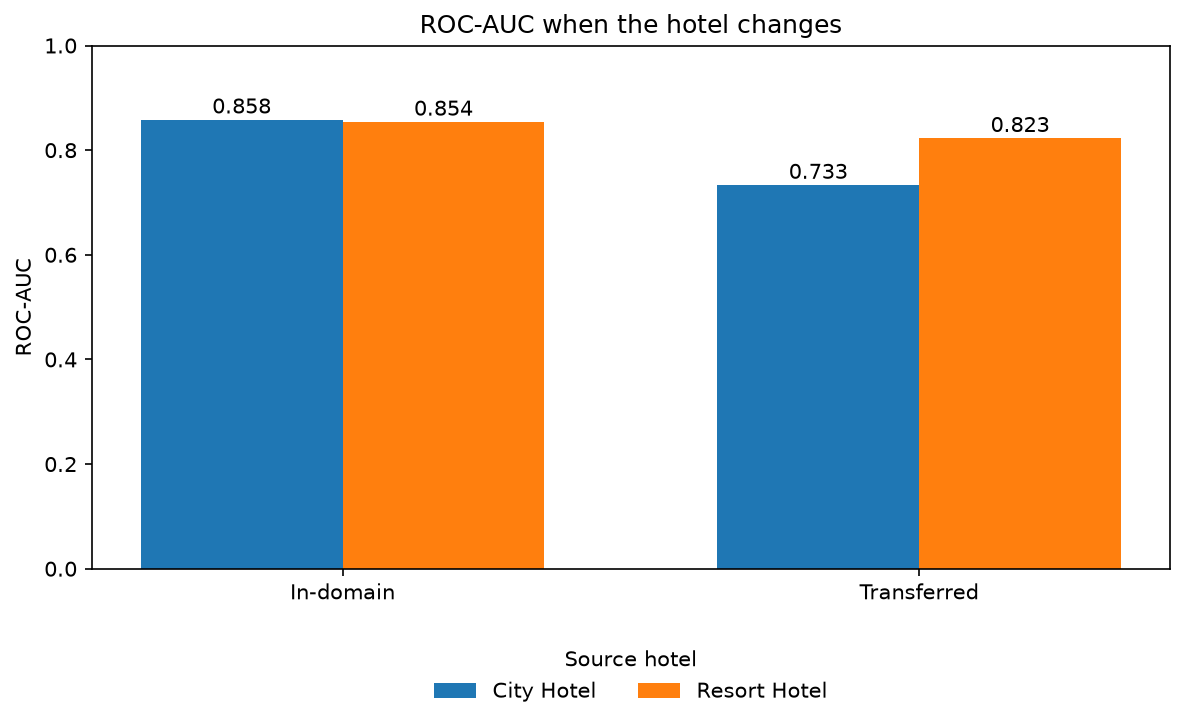 ROC-AUC when the hotel changes
ROC-AUC
1.0
0.8
0.6
0.4
0.2
0.0
0.858
0.854
0.733
0.823
In-domain
Transferred
Source hotel
City Hotel
Resort Hotel